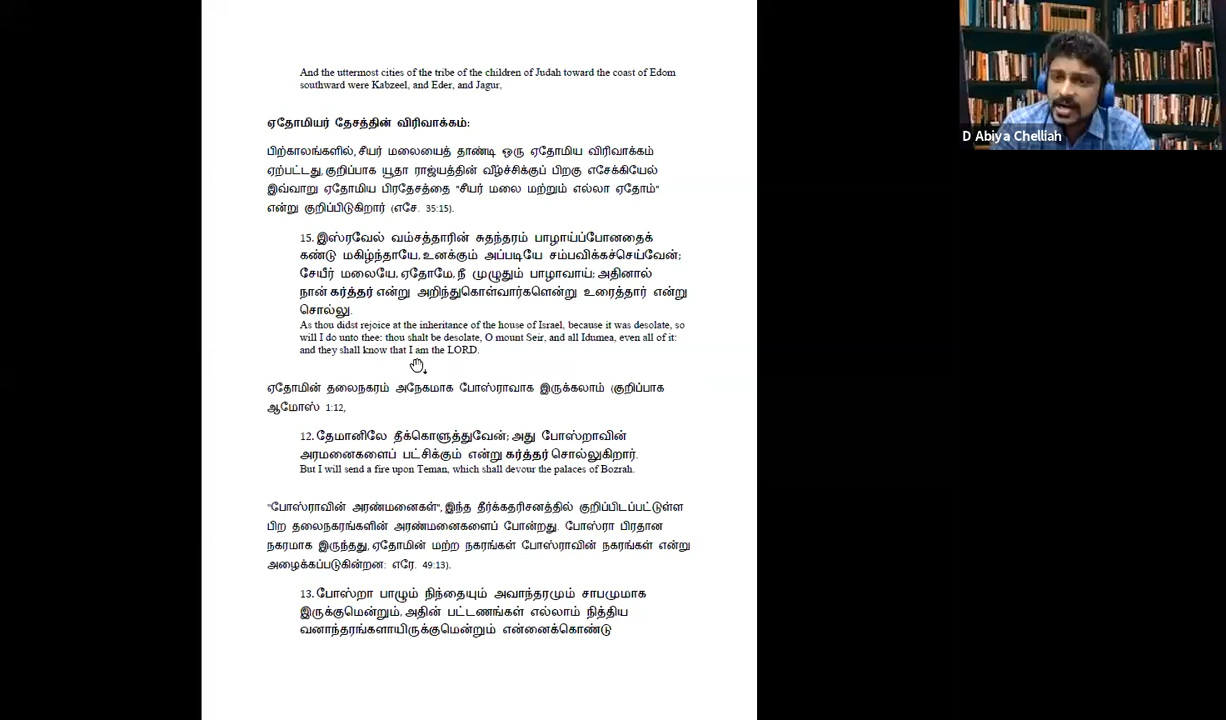 And the uttermost cities of the tribe of the children of Judah toward the coast of Edom
southward were Kabzeel, and Eder, and Jagur,
ஏதோமியர் தேசத்தின் விரிவாக்கம்:
பிற்காலங்களில், சீயர் மலையைத் தாண்டி ஒரு ஏதோமிய விரிவாக்கம்
ஏற்பட்டது, குறிப்பாக யூதா ராஜ்யத்தின் வீழ்ச்சிக்குப் பிறகு எசேக்கியேல்
இவ்வாறு ஏதோமிய பிரதேசத்தை "சீயர் மலை மற்றும் எல்லா ஏதோம்"
என்று குறிப்பிடுகிறார் (எசே. 35:15).
15. இஸ்ரவேல் வம்சத்தாரின் சுதந்தரம் பாழாய்ப்போனதைக்
கண்டு மகிழ்ந்தாயே, உனக்கும் அப்படியே சம்பவிக்கச்செய்வேன்;
சேயீர் மலையே, ஏதோமே, நீ முழுதும் பாழாவாய்; அதினால்
நான் கர்த்தர் என்று அறிந்துகொள்வார்களென்று உரைத்தார் என்று
சொல்லு.
As thou didst rejoice at the inheritance of the house of Israel, because it was desolate, so
will I do unto thee: thou shalt be desolate, O mount Seir, and all Idumea, even all of it:
and they shall know that I am the LORD.
ஏதோமின் தலைநகரம் அநேகமாக போஸ்ராவாக இருக்கலாம் (குறிப்பாக
ஆமோஸ் 1:12,
12. தேமானிலே தீக்கொளுத்துவேன்; அது போஸ்றாவின்
அரமனைகளைப் பட்சிக்கும் என்று கர்த்தர் சொல்லுகிறார்.
But I will send a fire upon Teman, which shall devour the palaces of Bozrah.
"போஸ்ராவின் அரண்மனைகள்", இந்த தீர்க்கதரிசனத்தில் குறிப்பிடப்பட்டுள்ள
பிற தலைநகரங்களின் அரண்மனைகளைப் போன்றது. போஸ்ரா பிரதான
நகரமாக இருந்தது, ஏதோமின் மற்ற நகரங்கள் போஸ்ராவின் நகரங்கள் என்று
அழைக்கப்படுகின்றன: எரே. 49:13).
13. போஸ்றா பாழும் நிந்தையும் அவாந்தரமும் சாபமுமாக
இருக்குமென்றும், அதின் பட்டணங்கள் எல்லாம் நித்திய
வனாந்தரங்களாயிருக்குமென்றும் என்னைக்கொண்டு
D Abiya Chelliah